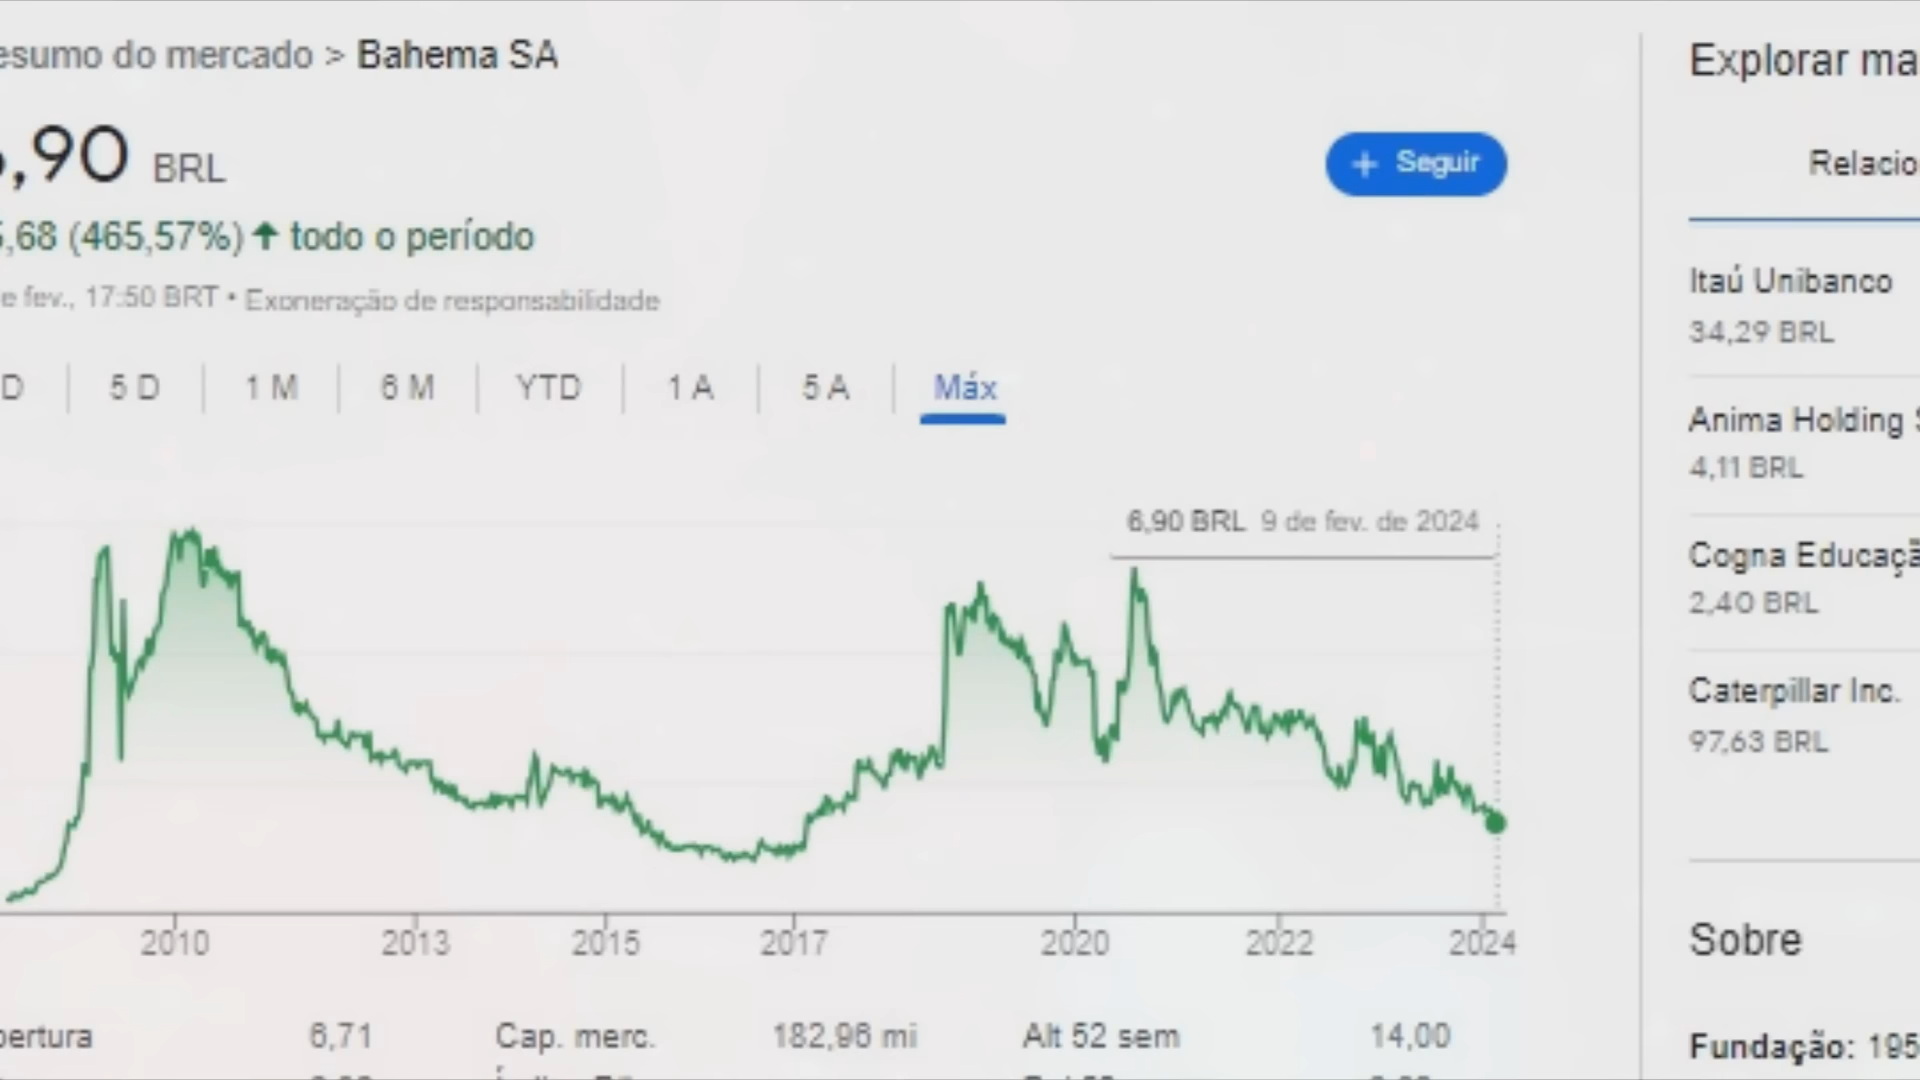 esumo do mercado > Bahema SA
,90 BRL
,68 (465,57%) ↑ todo o período
e fev., 17:50 BRT • Exoneração de responsabilidade
+ Seguir
D 5 D 1 M 6 M YTD 1 A 5 A Máx
6,90 BRL 9 de fev. de 2024
2010 2013 2015 2017 2020 2022 2024
ertura 6,71 Cap. merc. 182,96 mi Alt 52 sem 14,00
Explorar ma
Relacio
Itaú Unibanco
34,29 BRL
Anima Holding
4,11 BRL
Cogna Educaçã
2,40 BRL
Caterpillar Inc.
97,63 BRL
Sobre
Fundação: 195